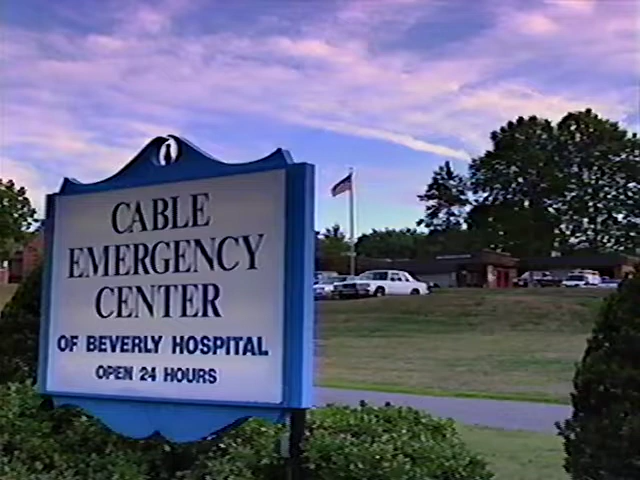 CABLE
EMERGENCY
CENTER
OF BEVERLY HOSPITAL
OPEN 24 HOURS